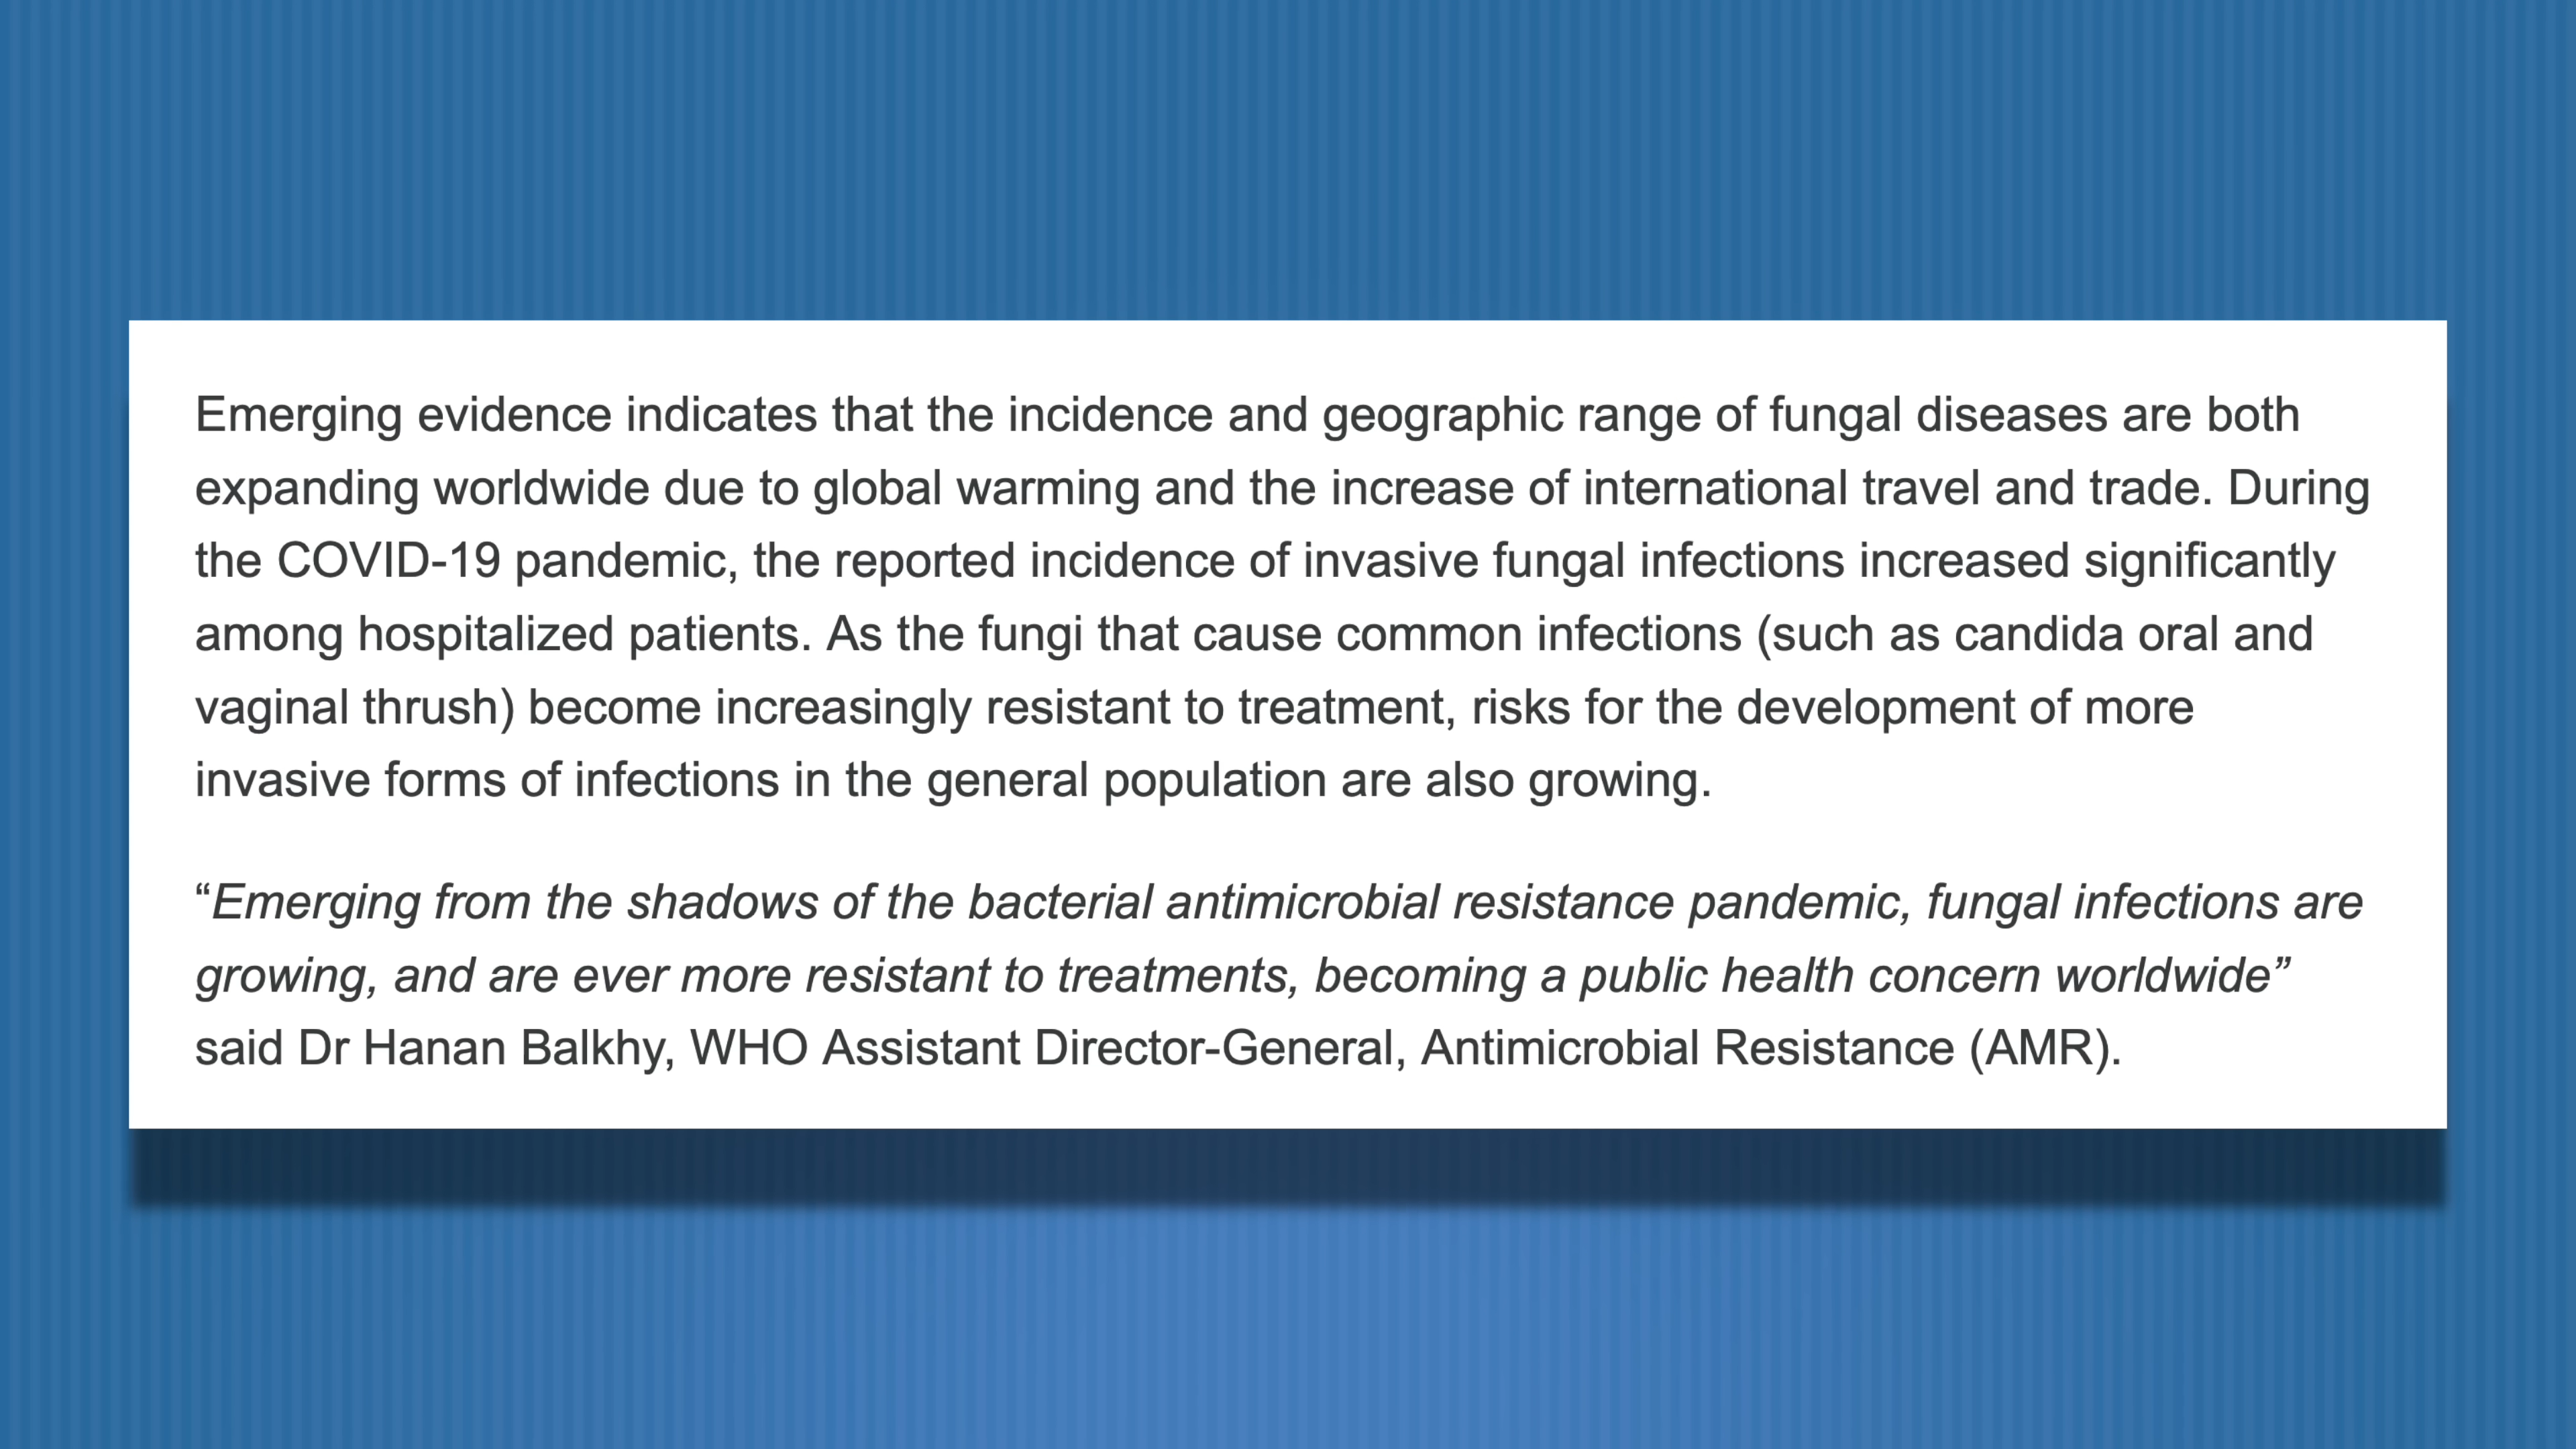 Emerging evidence indicates that the incidence and geographic range of fungal diseases are both
expanding worldwide due to global warming and the increase of international travel and trade. During
the COVID-19 pandemic, the reported incidence of invasive fungal infections increased significantly
among hospitalized patients. As the fungi that cause common infections (such as candida oral and
vaginal thrush) become increasingly resistant to treatment, risks for the development of more
invasive forms of infections in the general population are also growing.
“Emerging from the shadows of the bacterial antimicrobial resistance pandemic, fungal infections are
growing, and are ever more resistant to treatments, becoming a public health concern worldwide”
said Dr Hanan Balkhy, WHO Assistant Director-General, Antimicrobial Resistance (AMR).